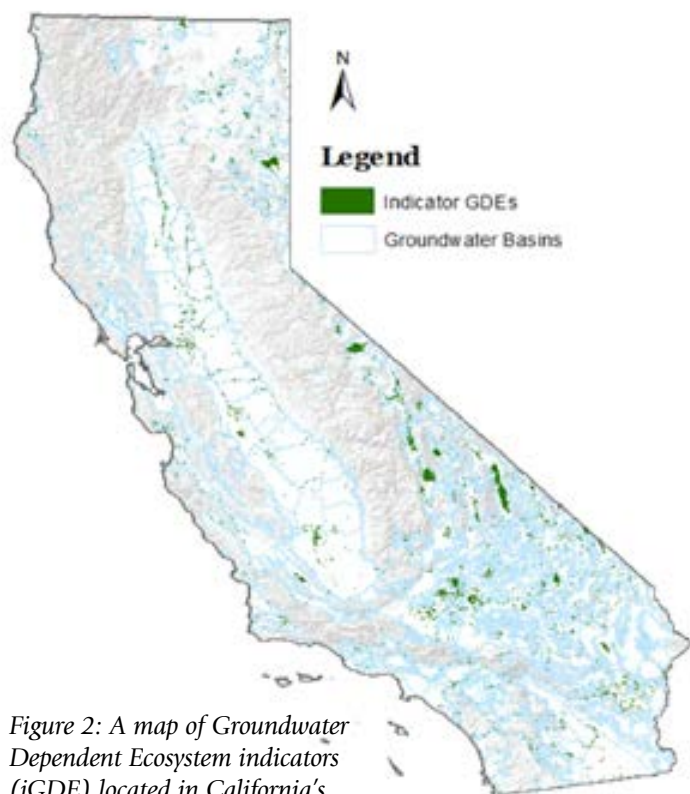 N
Legend
Indicator GDEs
Groundwater Basins
Figure 2: A map of Groundwater
Dependent Ecosystem indicators
(iGDE) located in California's